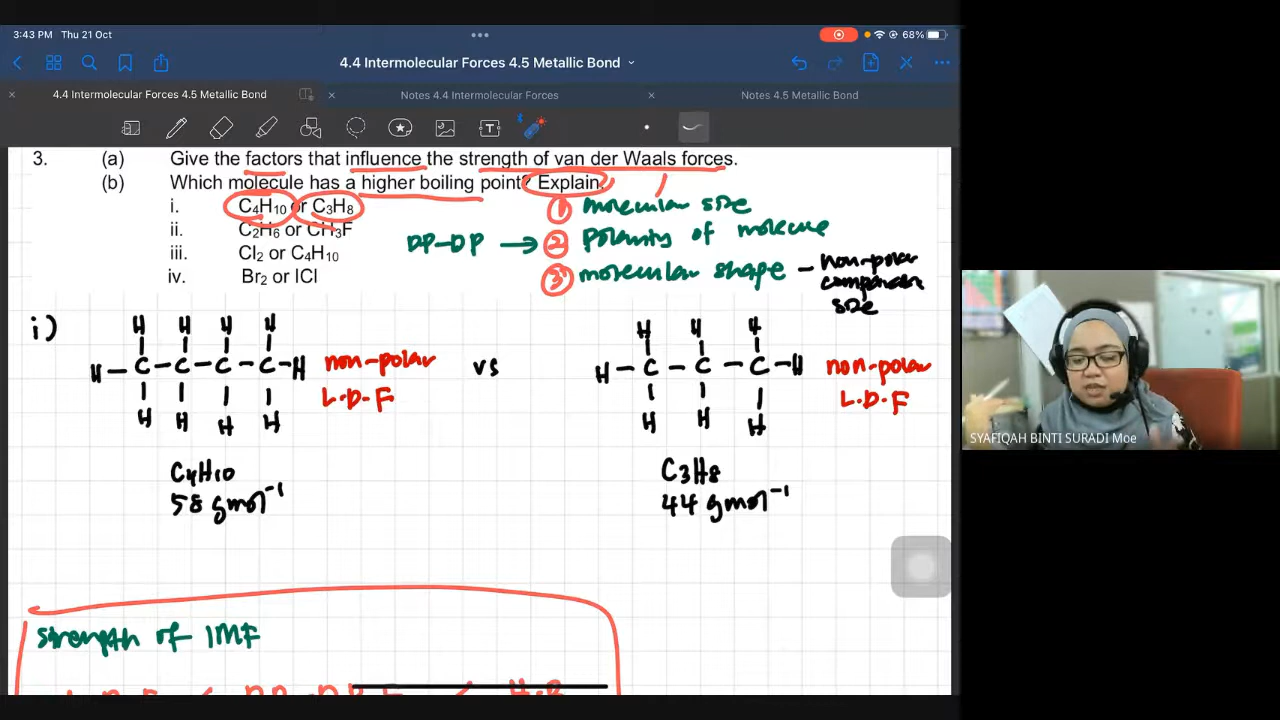 3:43 PM Thu 21 Oct
68%
4.4 Intermolecular Forces 4.5 Metallic Bond
4.4 Intermolecular Forces 4.5 Metallic Bond
Notes 4.4 Intermolecular Forces
Notes 4.5 Metallic Bond
3. (a) Give the factors that influence the strength of van der Waals forces.
(b) Which molecule has a higher boiling point? Explain.
i. C4H10 or C3H8
ii. C2H6 or CH3F
iii. Cl2 or C4H10
iv. Br2 or ICl
① molecular size
DP-DP → ② polarity of molecule
③ molecular shape – non-polar
comparable
size
i)
H H H H
H – C – C – C – C – H
H H H H
non-polar
L.D.F
vs
H H H
H – C – C – C – H
H H H
non-polar
L.D.F
C4H10
58 gmol⁻¹
C3H8
44 gmol⁻¹
strength of IMF
SYAFIQAH BINTI SURADI Moe